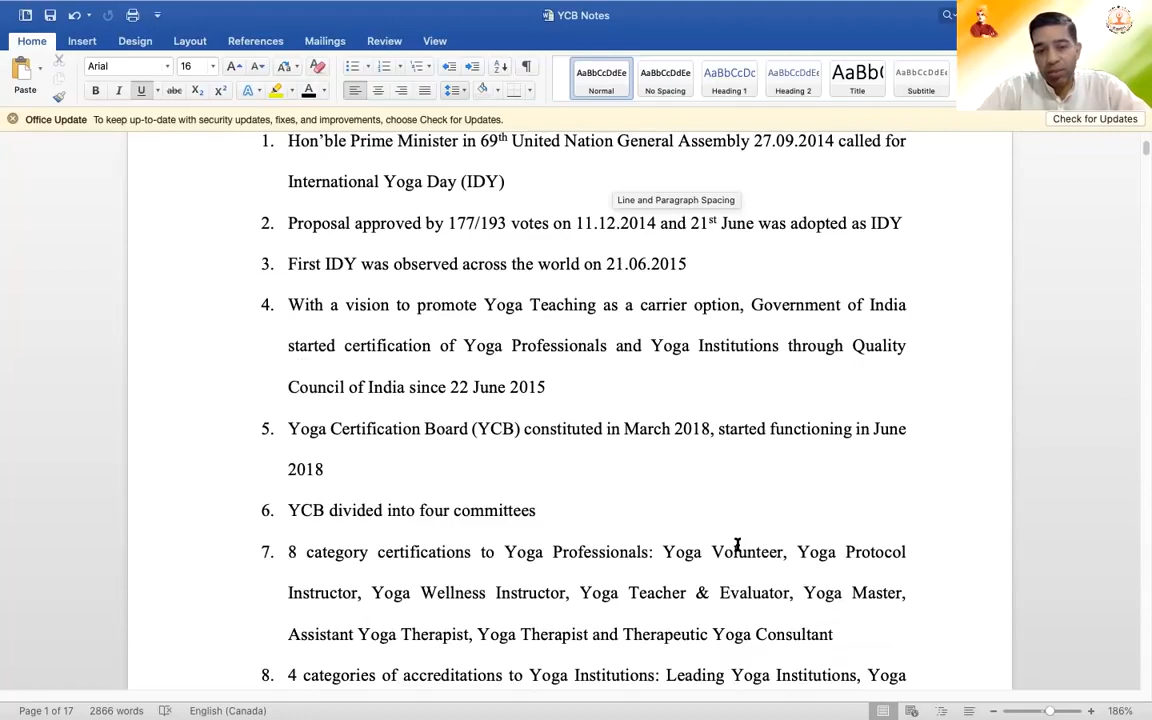 YCB Notes
Home Insert Design Layout References Mailings Review View
Paste
Arial 16
AaBbCcDdEe AaBbCcDdEe AaBbCcDc AaBbCcDdEe AaBb( AaBbCcDdEe
Normal No Spacing Heading 1 Heading 2 Title Subtitle
Office Update To keep up-to-date with security updates, fixes, and improvements, choose Check for Updates. Check for Updates
1. Hon’ble Prime Minister in 69th United Nation General Assembly 27.09.2014 called for
International Yoga Day (IDY)
Line and Paragraph Spacing
2. Proposal approved by 177/193 votes on 11.12.2014 and 21st June was adopted as IDY
3. First IDY was observed across the world on 21.06.2015
4. With a vision to promote Yoga Teaching as a carrier option, Government of India
started certification of Yoga Professionals and Yoga Institutions through Quality
Council of India since 22 June 2015
5. Yoga Certification Board (YCB) constituted in March 2018, started functioning in June
2018
6. YCB divided into four committees
7. 8 category certifications to Yoga Professionals: Yoga Volunteer, Yoga Protocol
Instructor, Yoga Wellness Instructor, Yoga Teacher & Evaluator, Yoga Master,
Assistant Yoga Therapist, Yoga Therapist and Therapeutic Yoga Consultant
8. 4 categories of accreditations to Yoga Institutions: Leading Yoga Institutions, Yoga
Page 1 of 17 2866 words English (Canada) 186%